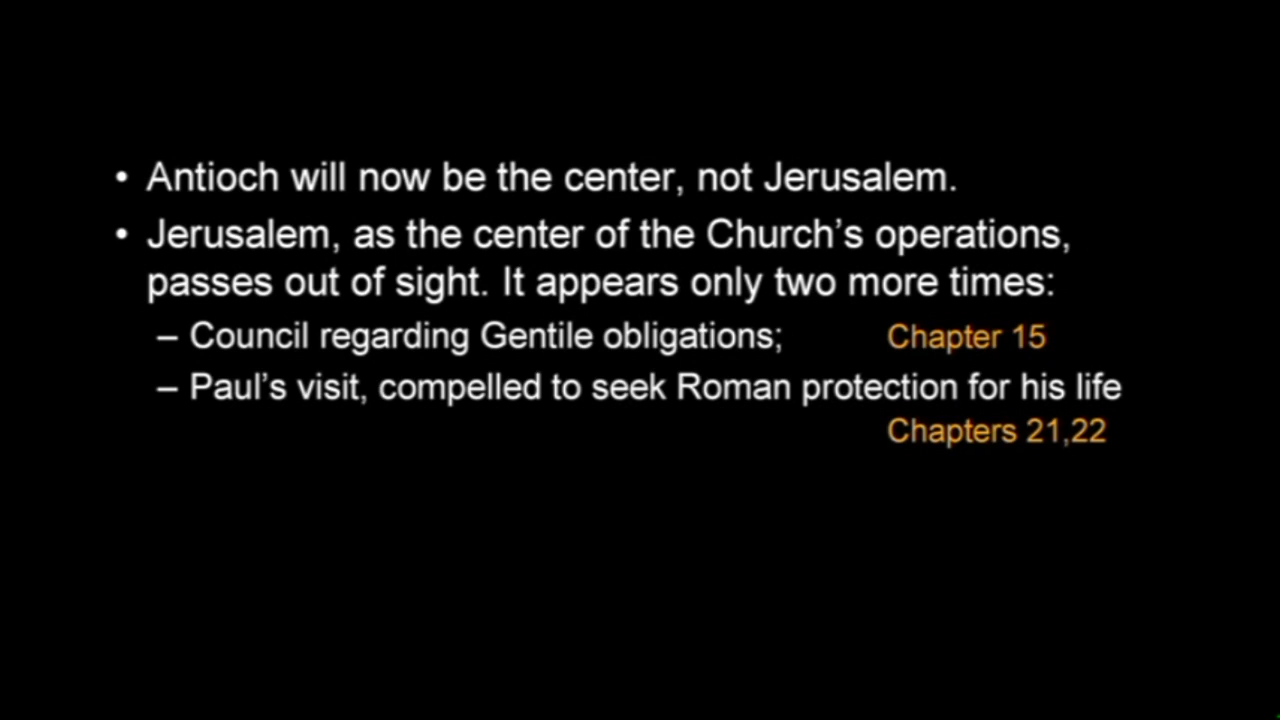 • Antioch will now be the center, not Jerusalem.
• Jerusalem, as the center of the Church's operations,
passes out of sight. It appears only two more times:
– Council regarding Gentile obligations; Chapter 15
– Paul's visit, compelled to seek Roman protection for his life
Chapters 21,22